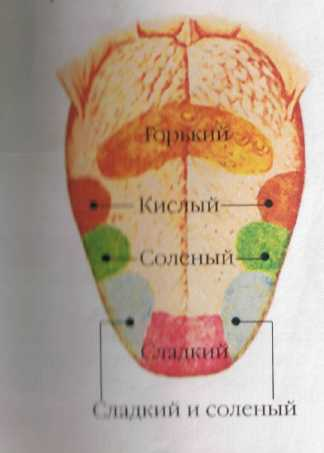 Горький
Кислый
Соленый
Сладкий
Сладкий и соленый